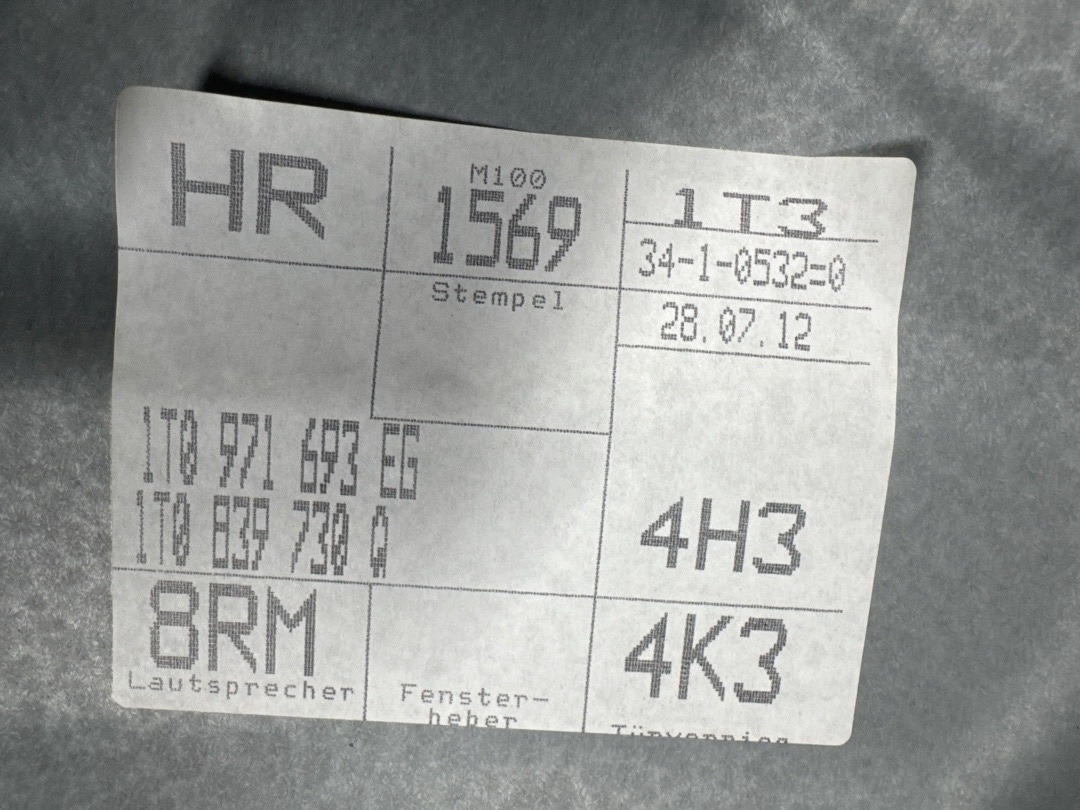 HR
M100
1569
1T3
34-1-0532=0
Stempel
28.07.12
1T0 971 693 EG
1T0 839 730 A
4H3
8RM
4K3
Lautsprecher
Fenster-
heber